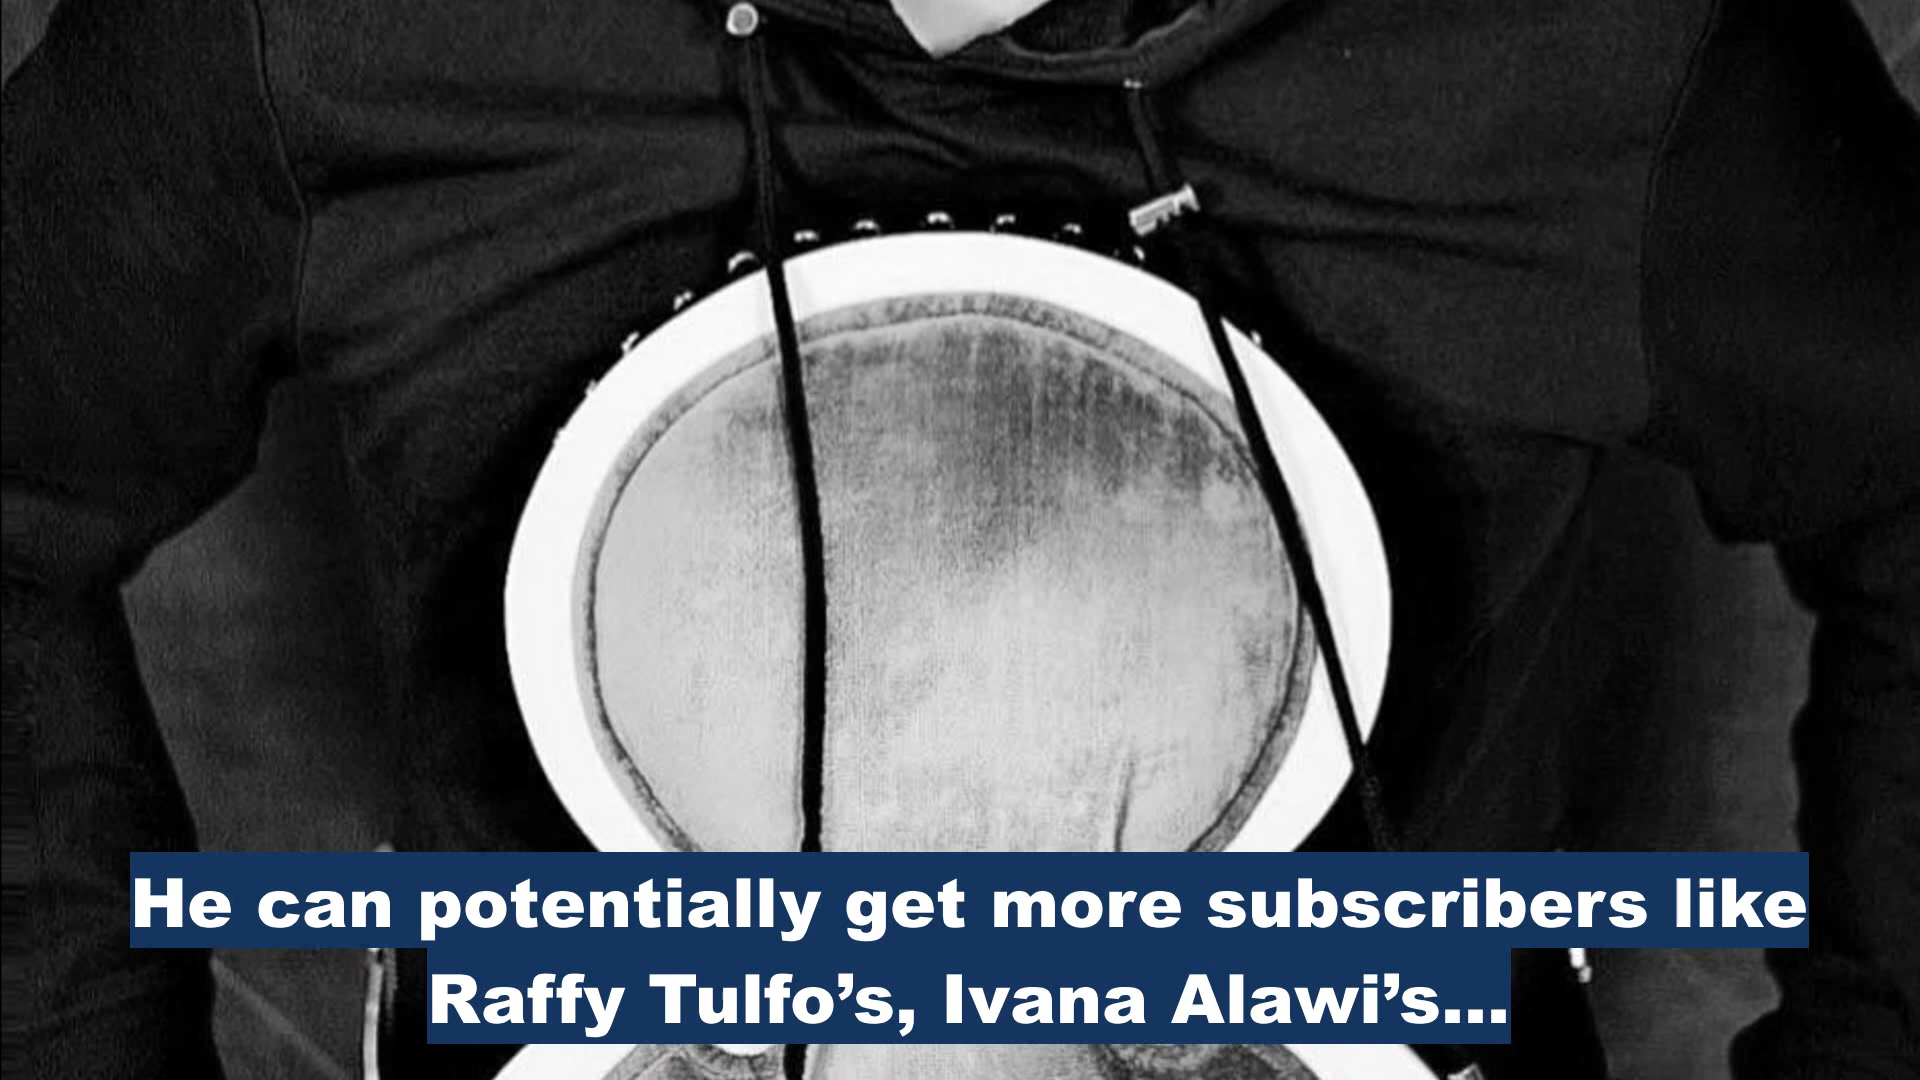 He can potentially get more subscribers like
Raffy Tulfo’s, Ivana Alawi’s...